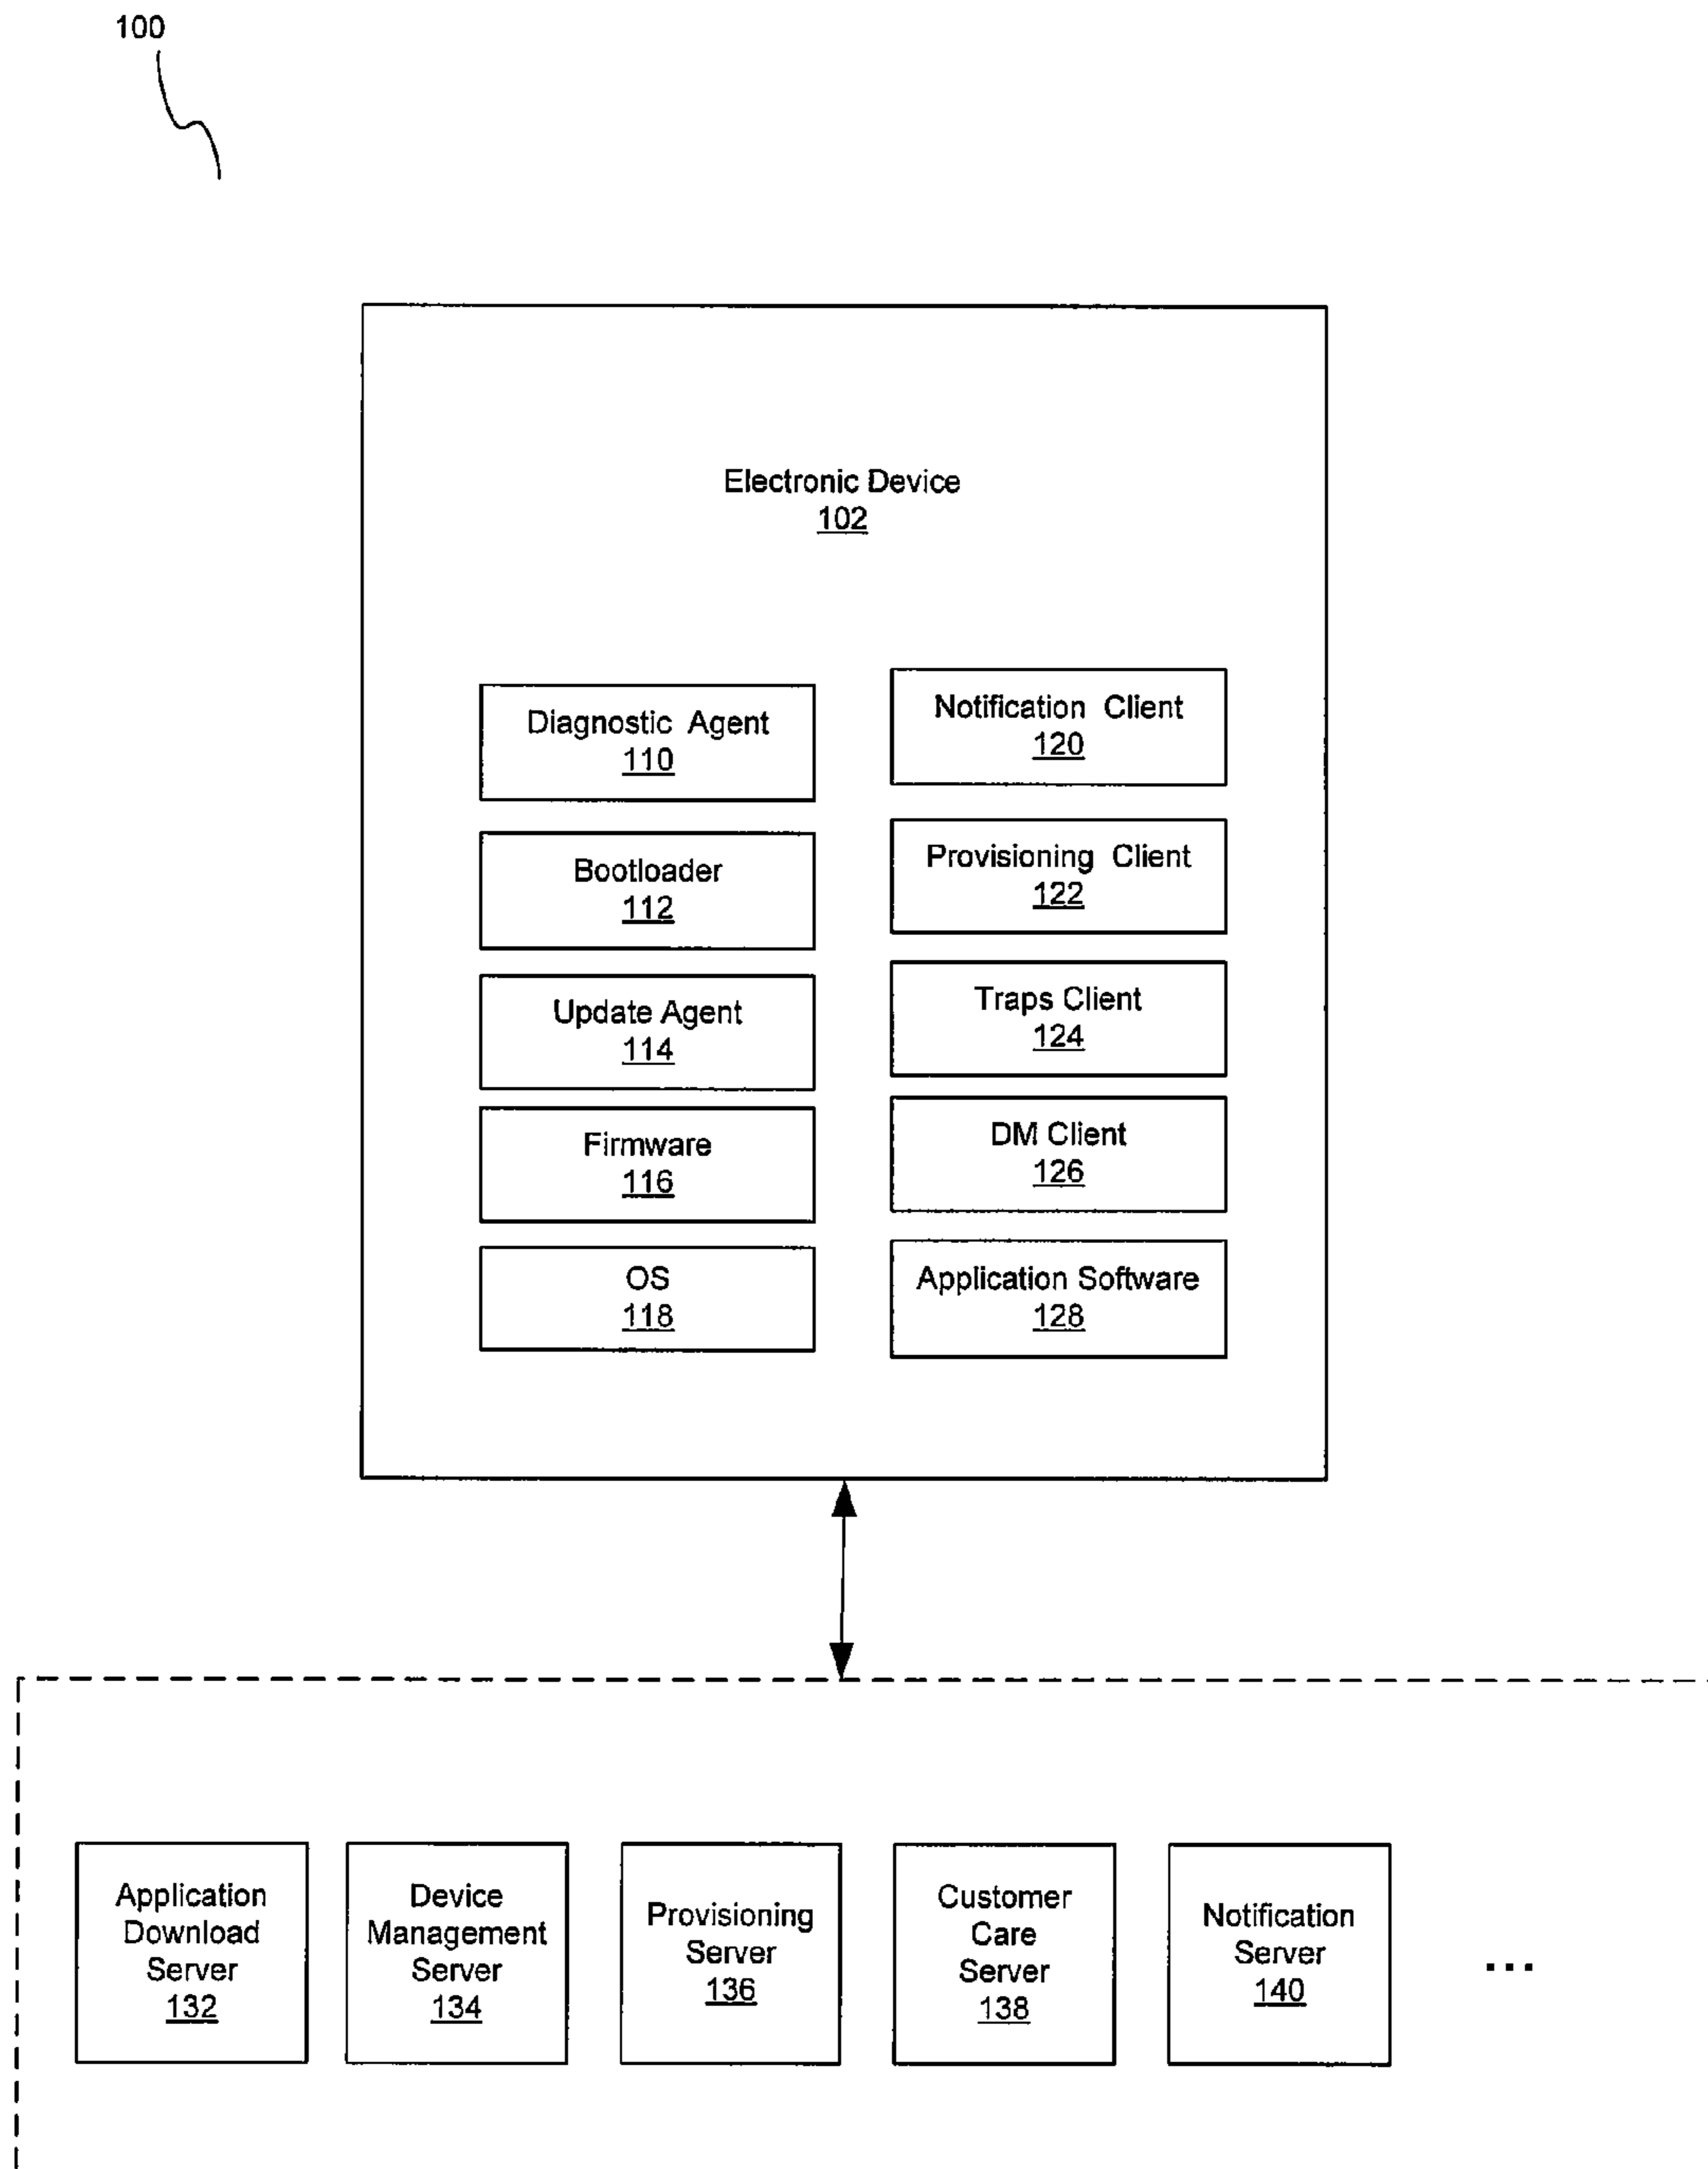 100
Electronic Device
102
Diagnostic Agent
110
Bootloader
112
Update Agent
114
Firmware
116
OS
118
Notification Client
120
Provisioning Client
122
Traps Client
124
DM Client
126
Application Software
128
Application
Download
Server
132
Device
Management
Server
134
Provisioning
Server
136
Customer
Care
Server
138
Notification
Server
140
...